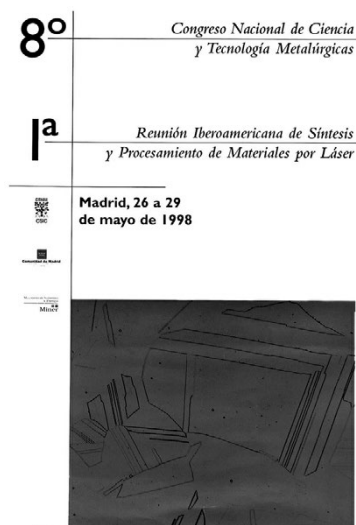 8º
Congreso Nacional de Ciencia
y Tecnología Metalúrgicas
1ª
Reunión Iberoamericana de Síntesis
y Procesamiento de Materiales por Láser
Madrid, 26 a 29
de mayo de 1998
CSIC
Comunidad de Madrid
Miner